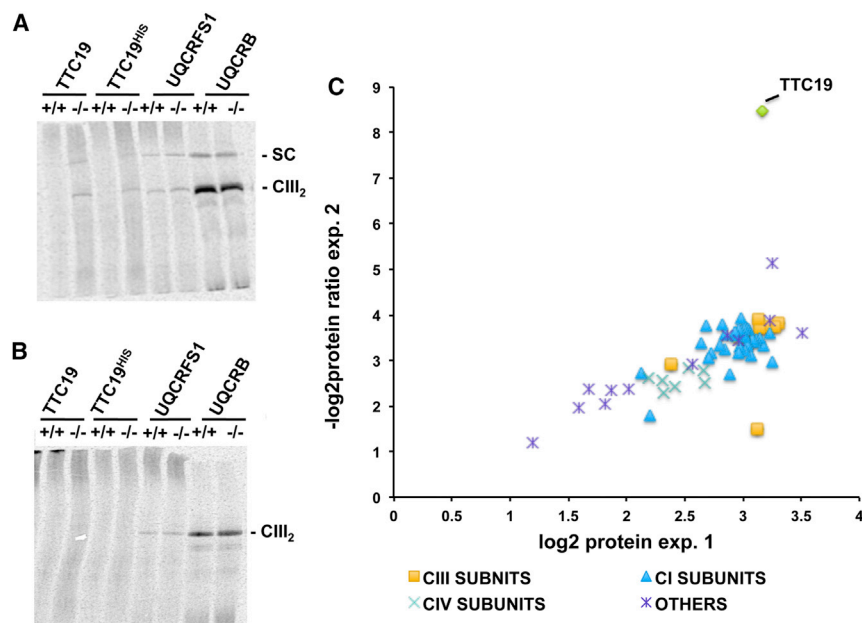 A
TTC19 TTC19HIS UQCRFS1 UQCRB
+/+ -/- +/+ -/- +/+ -/- +/+ -/-
- SC
- CIII2
B
TTC19 TTC19HIS UQCRFS1 UQCRB
+/+ -/- +/+ -/- +/+ -/- +/+ -/-
- CIII2
C
-log2protein ratio exp. 2
9
8
7
6
5
4
3
2
1
0
TTC19
0 0.5 1 1.5 2 2.5 3 3.5 4
log2 protein exp. 1
CIII SUBNITS CI SUBUNITS
CIV SUBUNITS OTHERS